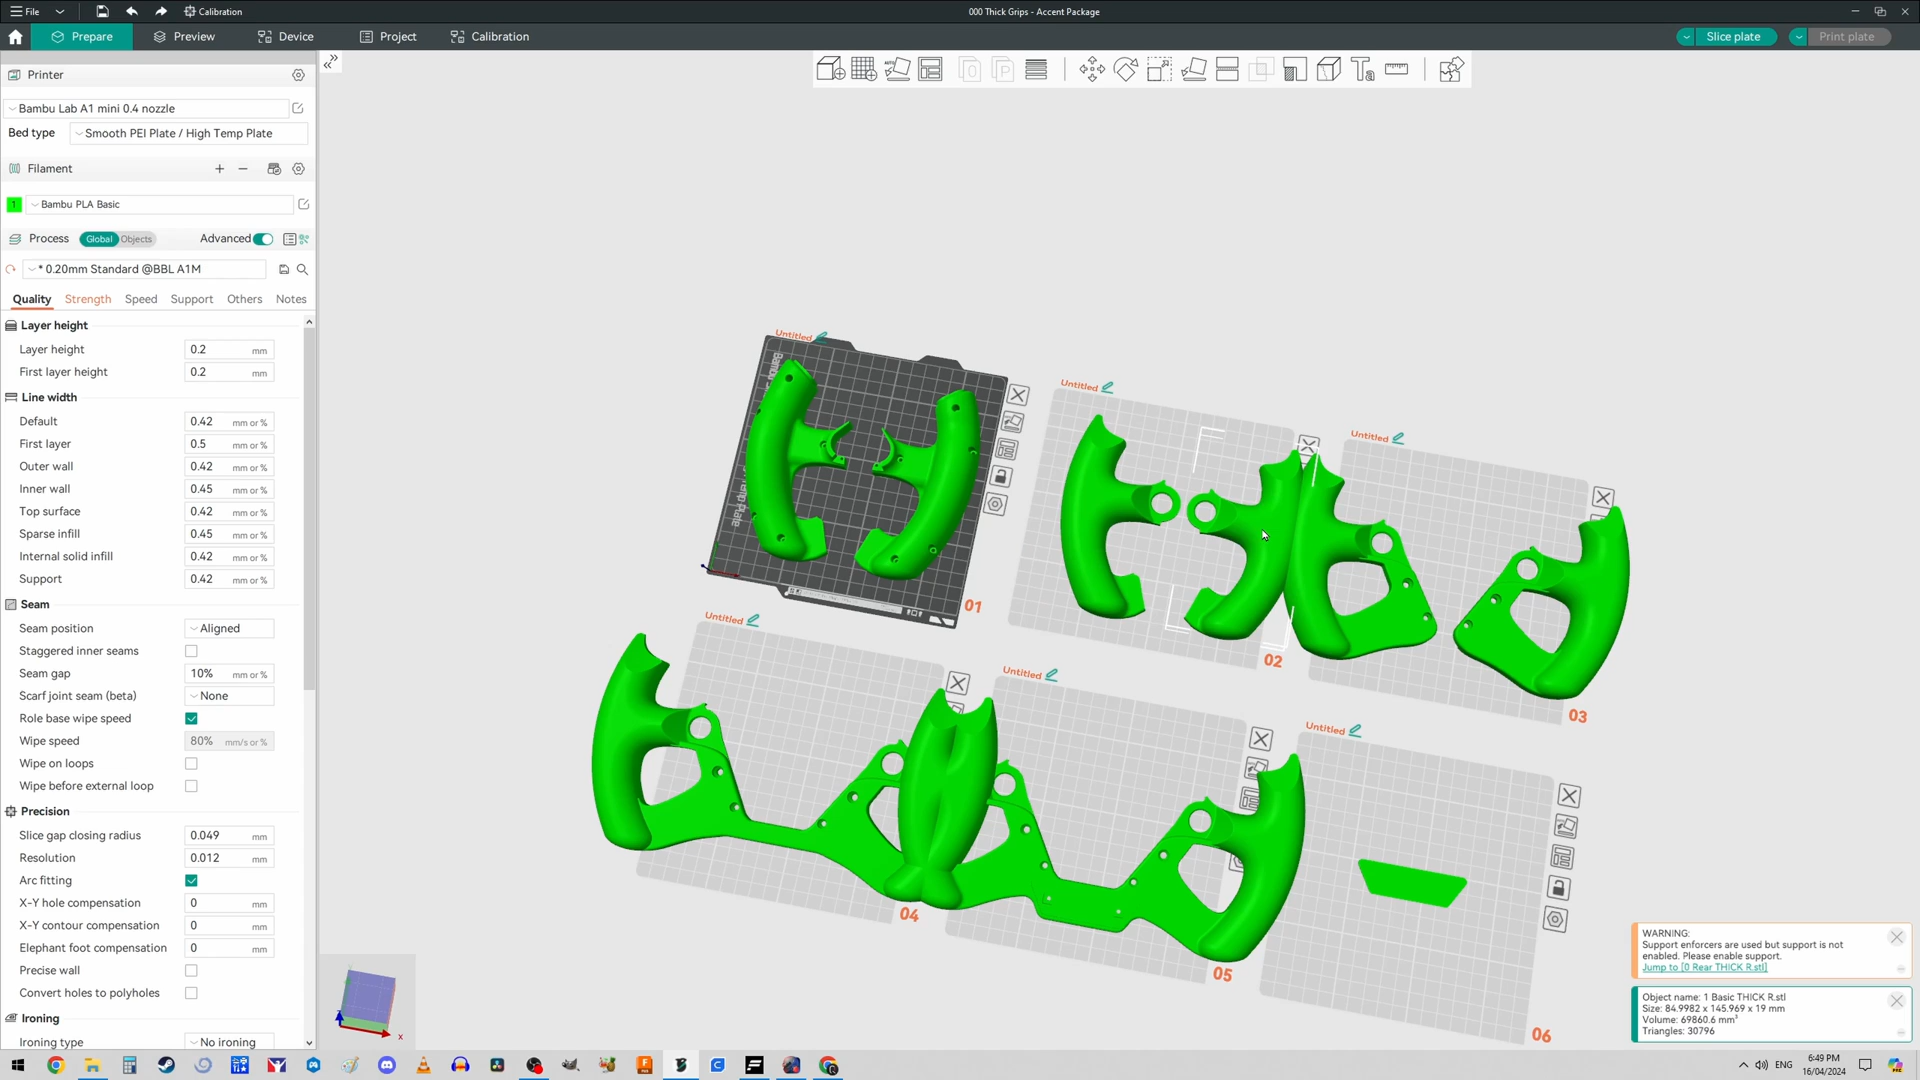 File
Calibration
000 Thick Grips - Accent Package
Prepare
Preview
Device
Project
Calibration
Slice plate
Print plate
Printer
Bambu Lab A1 mini 0.4 nozzle
Bed type
Smooth PEI Plate / High Temp Plate
Filament
1
Bambu PLA Basic
Process
Global
Objects
Advanced
* 0.20mm Standard @BBL A1M
Quality
Strength
Speed
Support
Others
Notes
Layer height
Layer height 0.2 mm
First layer height 0.2 mm
Line width
Default 0.42 mm or %
First layer 0.5 mm or %
Outer wall 0.42 mm or %
Inner wall 0.45 mm or %
Top surface 0.42 mm or %
Sparse infill 0.45 mm or %
Internal solid infill 0.42 mm or %
Support 0.42 mm or %
Seam
Seam position Aligned
Staggered inner seams
Seam gap 10% mm or %
Scarf joint seam (beta) None
Role base wipe speed
Wipe speed 80% mm/s or %
Wipe on loops
Wipe before external loop
Precision
Slice gap closing radius 0.049 mm
Resolution 0.012 mm
Arc fitting
X-Y hole compensation 0 mm
X-Y contour compensation 0 mm
Elephant foot compensation 0 mm
Precise wall
Convert holes to polyholes
Ironing
Ironing type No ironing
Untitled
01
Untitled
02
Untitled
03
Untitled
04
Untitled
05
Untitled
06
x
WARNING:
Support enforcers are used but support is not
enabled. Please enable support.
Jump to [0 Rear THICK R.stl]
Object name: 1 Basic THICK R.stl
Size: 84.9982 x 145.969 x 19 mm
Volume: 69860.6 mm³
Triangles: 30796
ENG
6:49 PM
16/04/2024